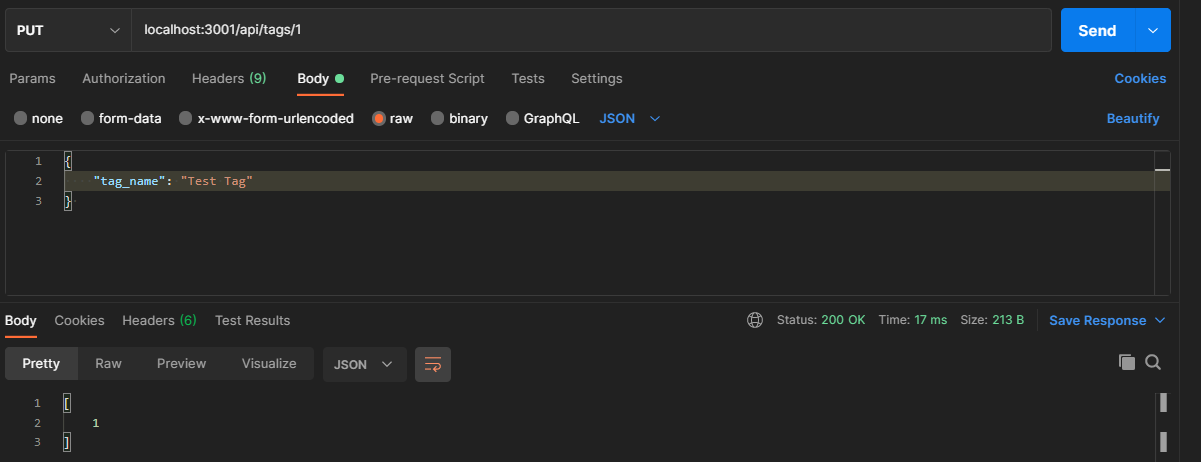 PUT localhost:3001/api/tags/1 Send
Params Authorization Headers (9) Body Pre-request Script Tests Settings Cookies
none form-data x-www-form-urlencoded raw binary GraphQL JSON Beautify
1 {
2 "tag_name": "Test Tag"
3 }
Body Cookies Headers (6) Test Results Status: 200 OK Time: 17 ms Size: 213 B Save Response
Pretty Raw Preview Visualize JSON
1 [
2 1
3 ]